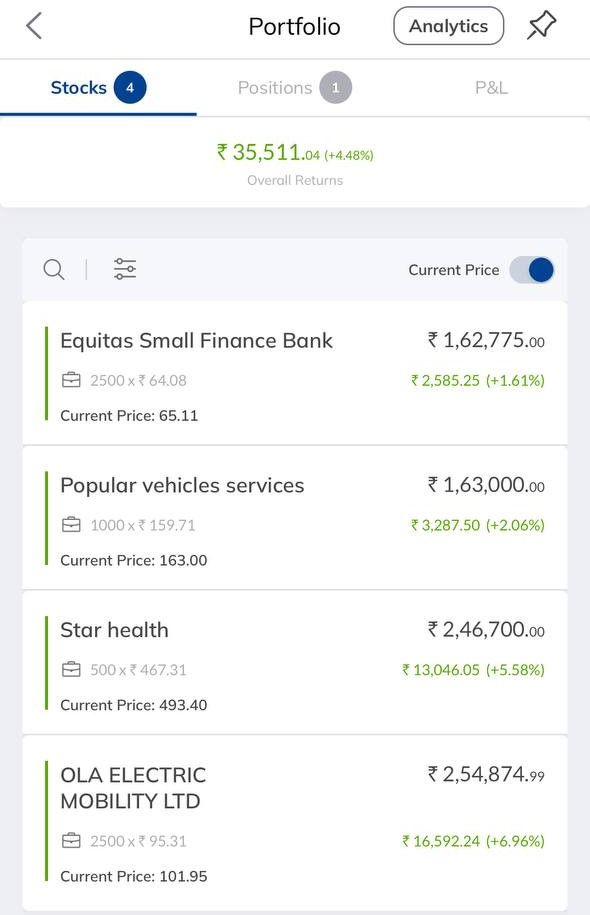 Portfolio
Analytics
Stocks 4
Positions 1
P&L
₹ 35,511.04 (+4.48%)
Overall Returns
Current Price
Equitas Small Finance Bank
₹ 1,62,775.00
2500 x ₹ 64.08
₹ 2,585.25 (+1.61%)
Current Price: 65.11
Popular vehicles services
₹ 1,63,000.00
1000 x ₹ 159.71
₹ 3,287.50 (+2.06%)
Current Price: 163.00
Star health
₹ 2,46,700.00
500 x ₹ 467.31
₹ 13,046.05 (+5.58%)
Current Price: 493.40
OLA ELECTRIC
MOBILITY LTD
₹ 2,54,874.99
2500 x ₹ 95.31
₹ 16,592.24 (+6.96%)
Current Price: 101.95